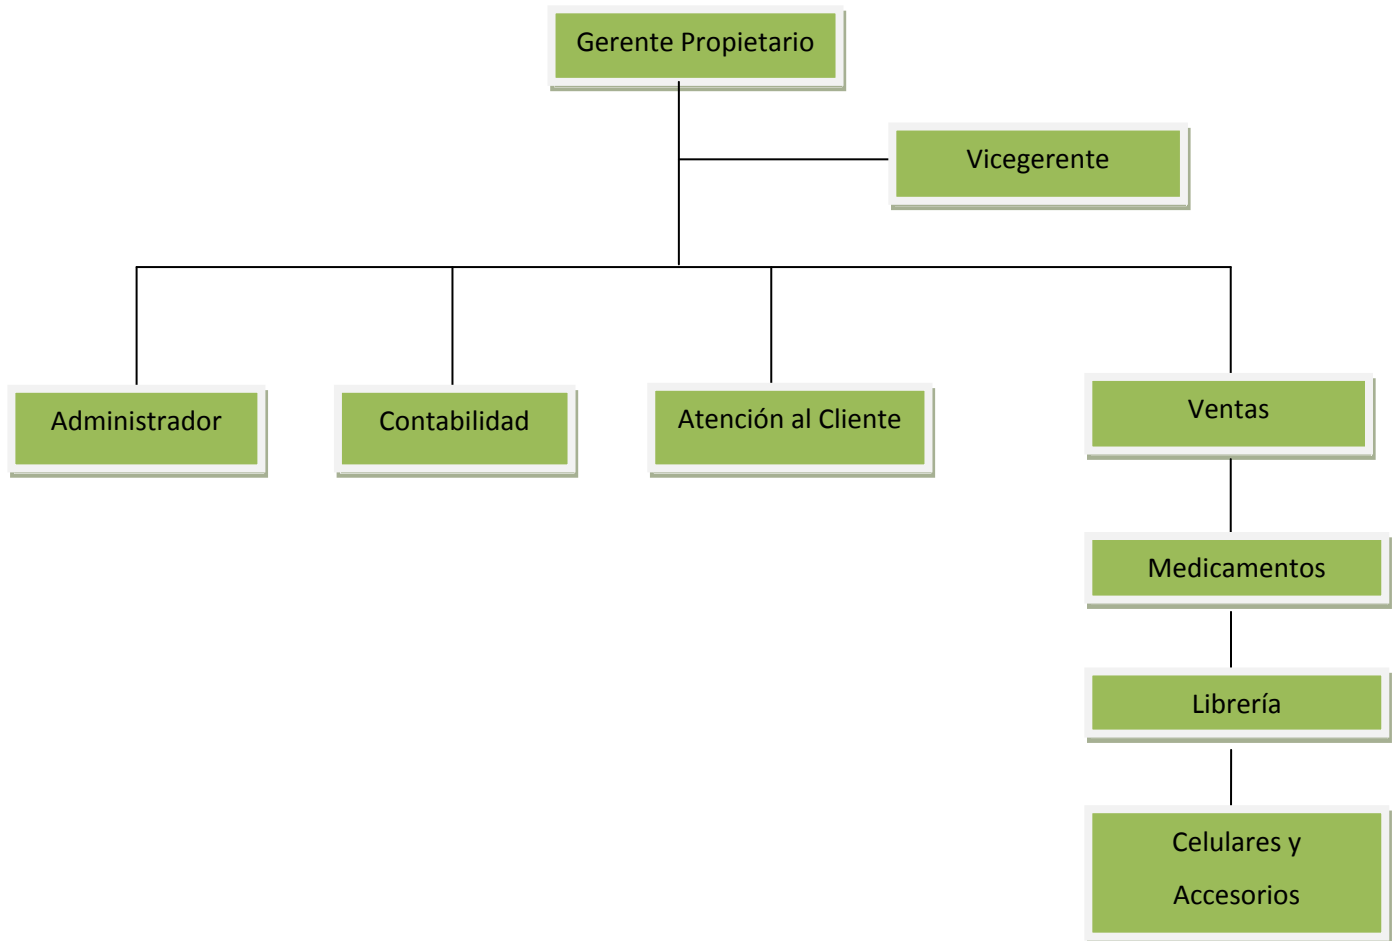 Gerente Propietario
Vicegerente
Administrador
Contabilidad
Atención al Cliente
Ventas
Medicamentos
Librería
Celulares y
Accesorios